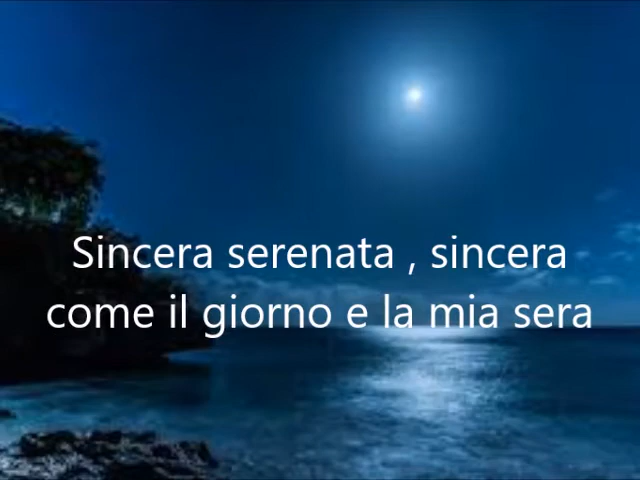 Sincera serenata , sincera
come il giorno e la mia sera